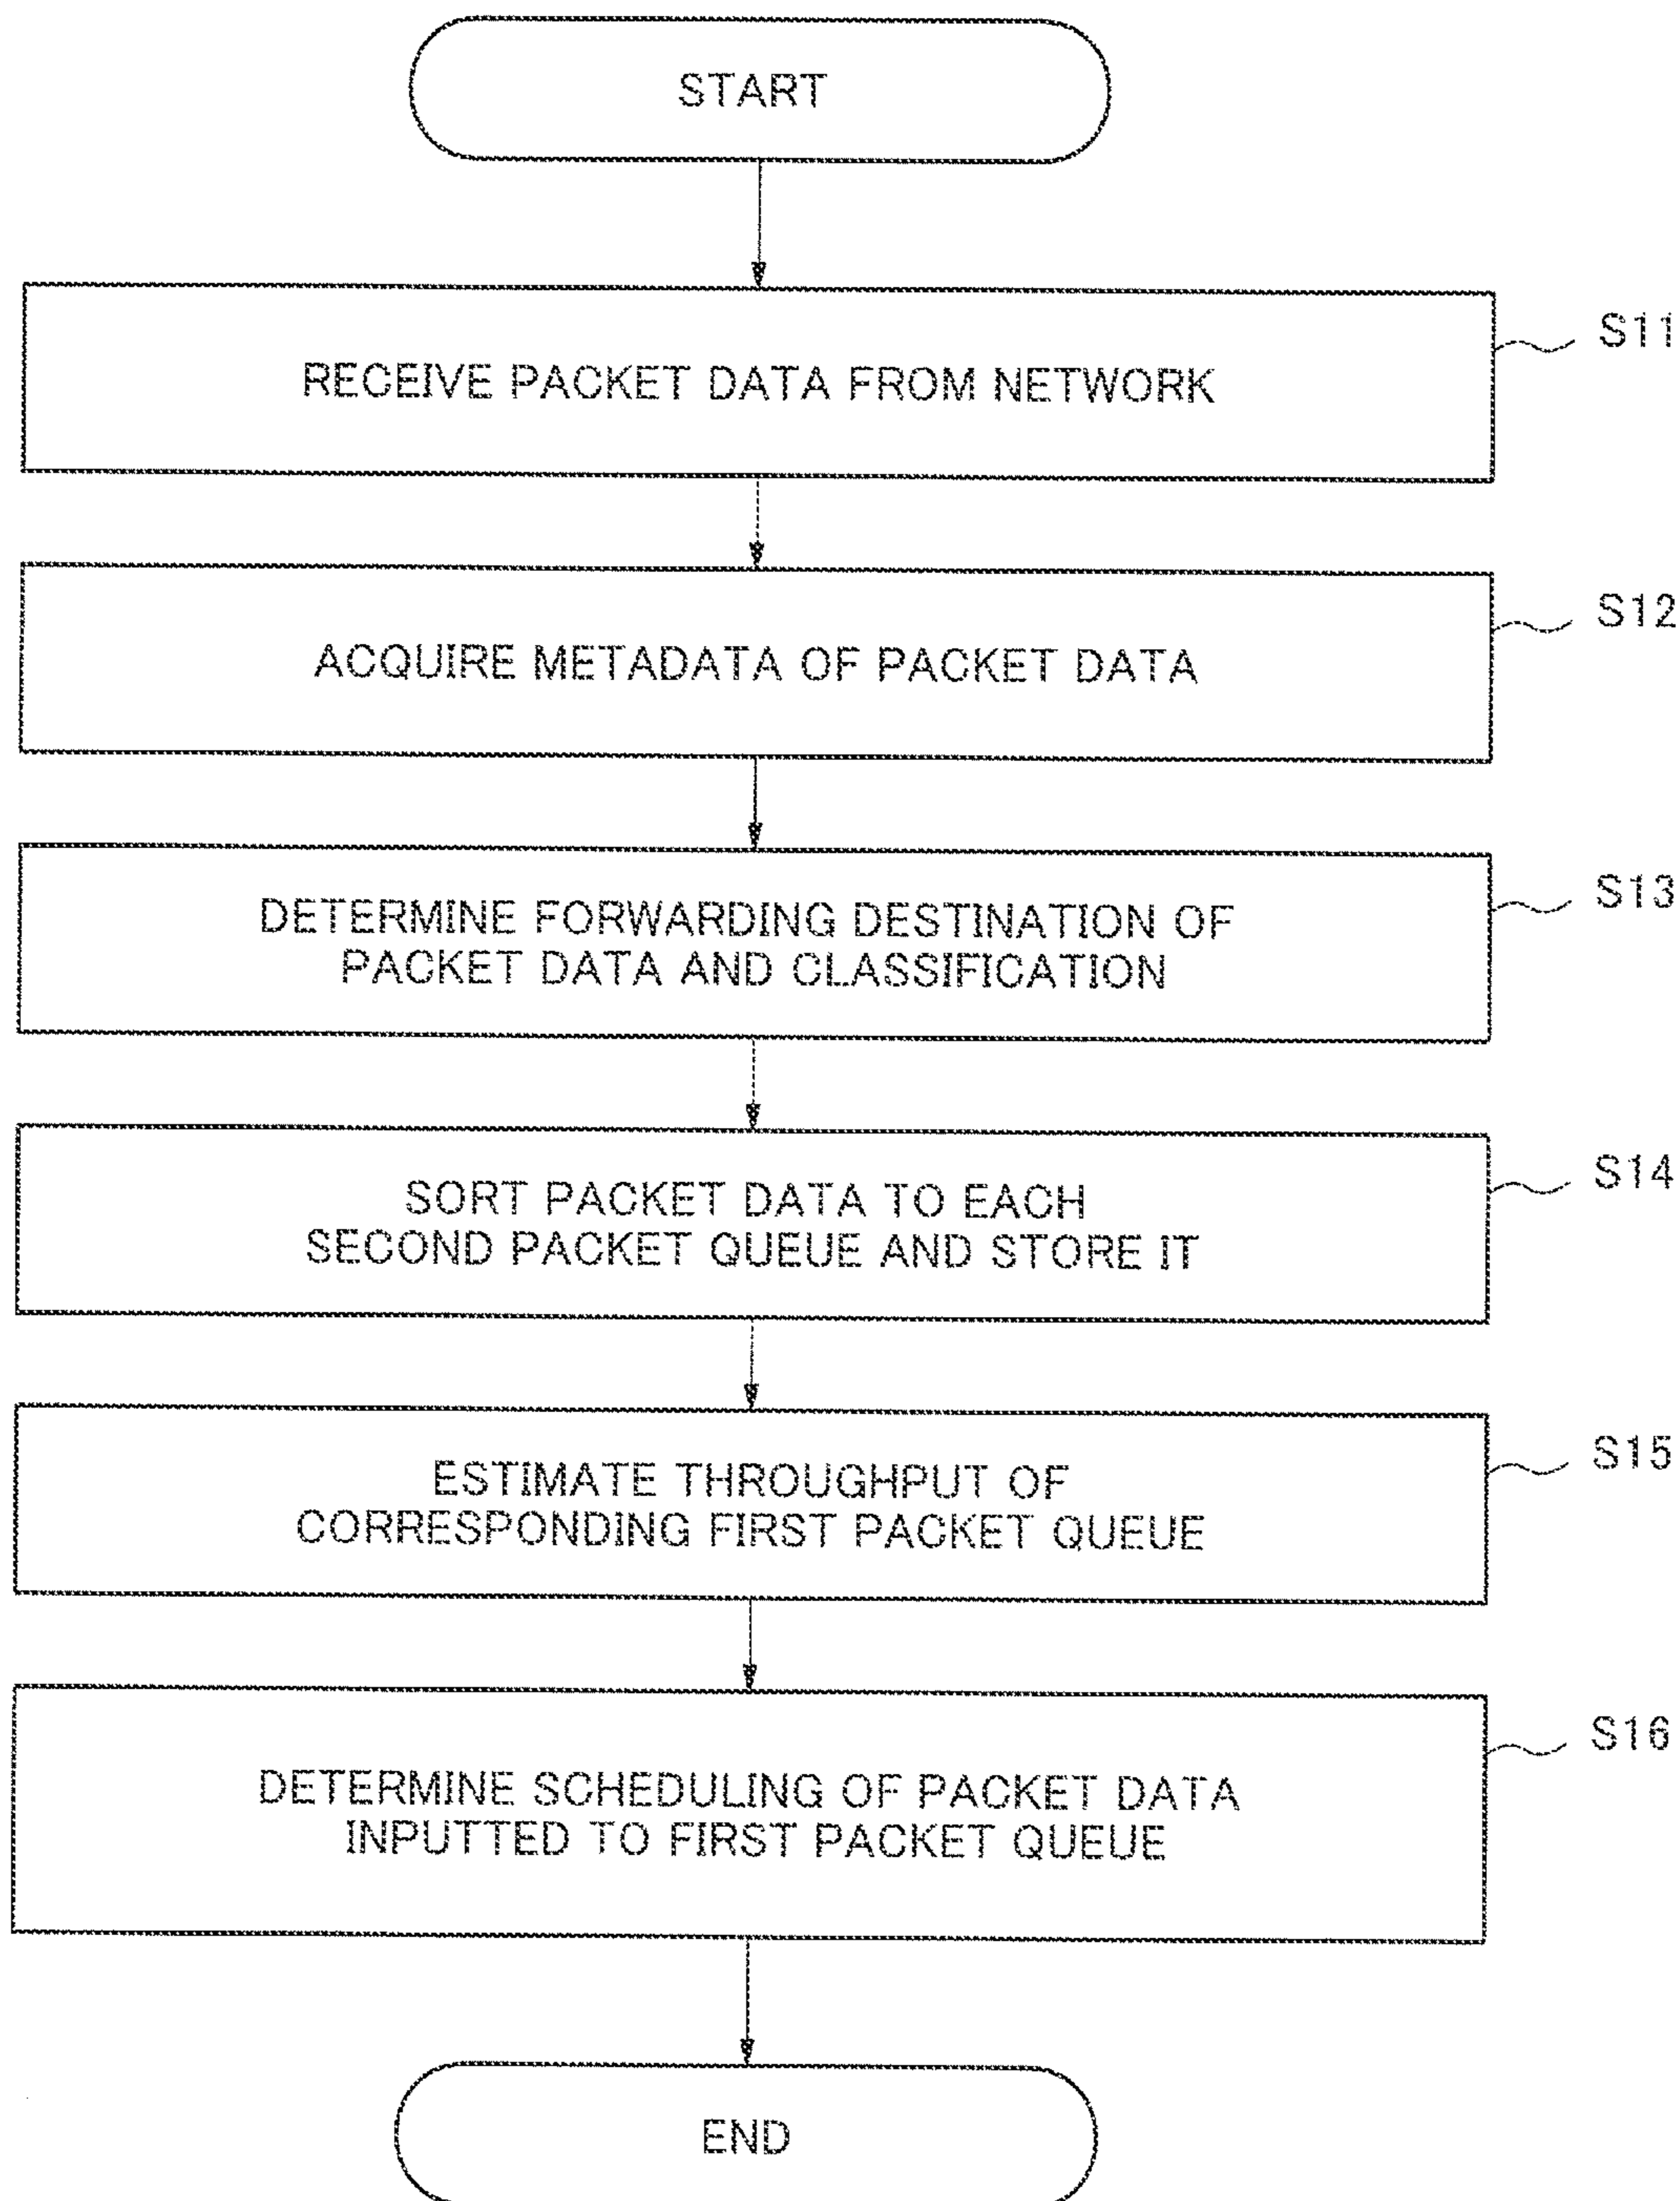 START
RECEIVE PACKET DATA FROM NETWORK
S11
ACQUIRE METADATA OF PACKET DATA
S12
DETERMINE FORWARDING DESTINATION OF
PACKET DATA AND CLASSIFICATION
S13
SORT PACKET DATA TO EACH
SECOND PACKET QUEUE AND STORE IT
S14
ESTIMATE THROUGHPUT OF
CORRESPONDING FIRST PACKET QUEUE
S15
DETERMINE SCHEDULING OF PACKET DATA
INPUTTED TO FIRST PACKET QUEUE
S16
END